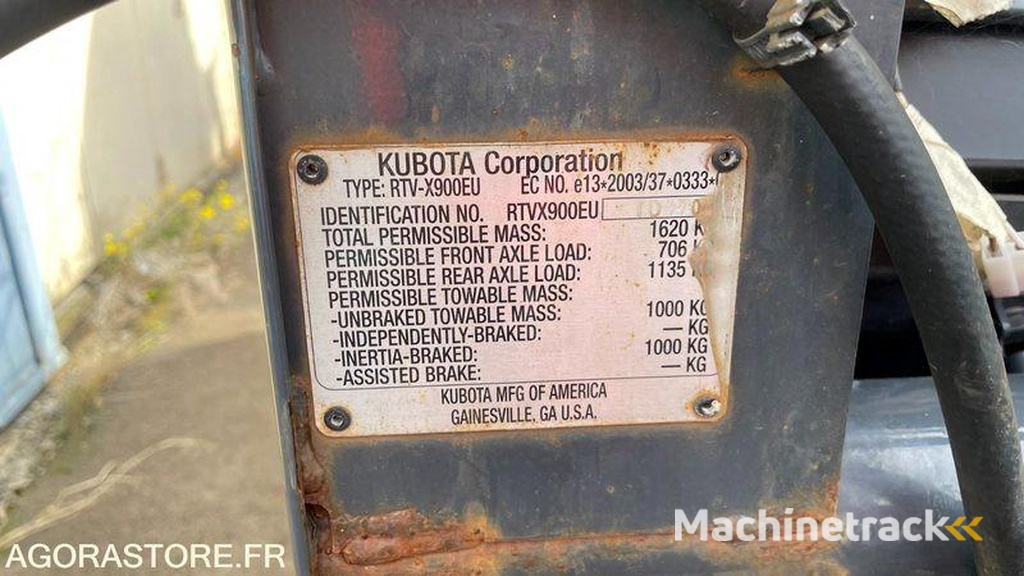 KUBOTA Corporation
TYPE: RTV-X900EU EC NO. e13*2003/37*0333*
IDENTIFICATION NO. RTVX900EU
TOTAL PERMISSIBLE MASS: 1620 K
PERMISSIBLE FRONT AXLE LOAD: 706
PERMISSIBLE REAR AXLE LOAD: 1135
PERMISSIBLE TOWABLE MASS:
-UNBRAKED TOWABLE MASS: 1000 KG
-INDEPENDENTLY-BRAKED: — KG
-INERTIA-BRAKED: 1000 KG
-ASSISTED BRAKE: — KG
KUBOTA MFG OF AMERICA
GAINESVILLE, GA U.S.A.
Machinetrack
AGORASTORE.FR